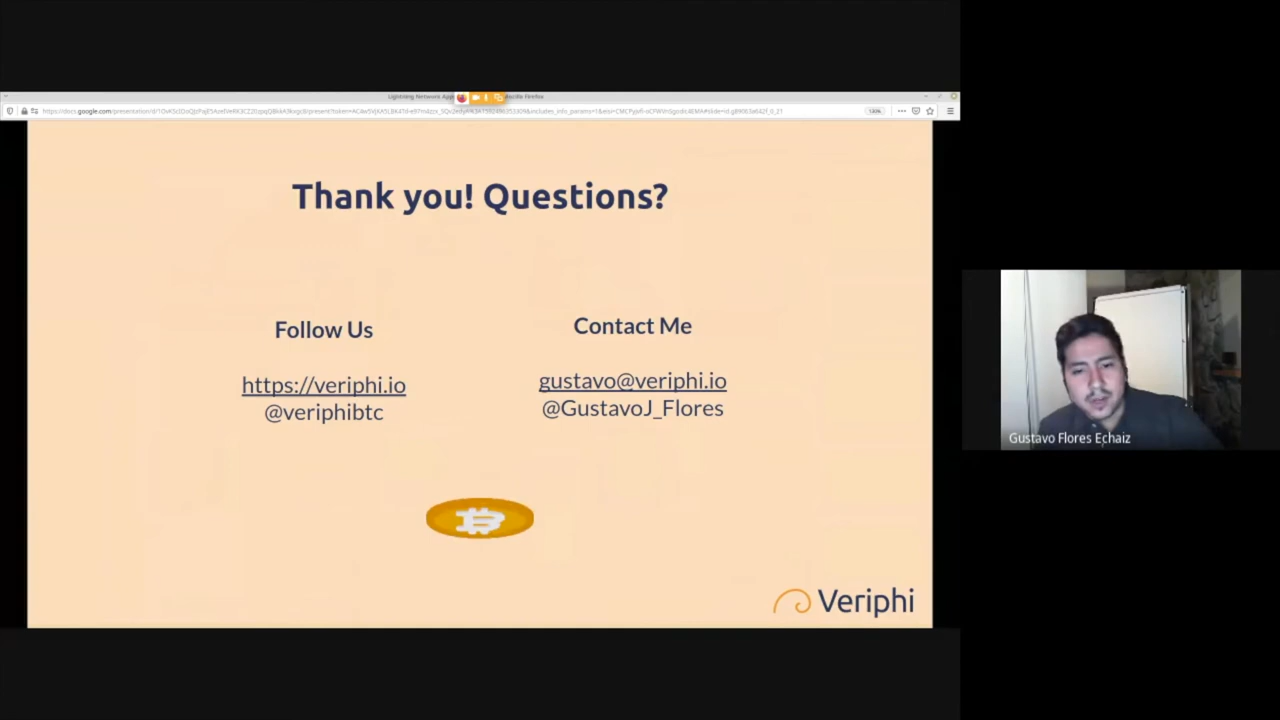 Thank you! Questions?
Follow Us
https://veriphi.io
@veriphibtc
Contact Me
gustavo@veriphi.io
@GustavoJ_Flores
Veriphi
Gustavo Flores Echaiz